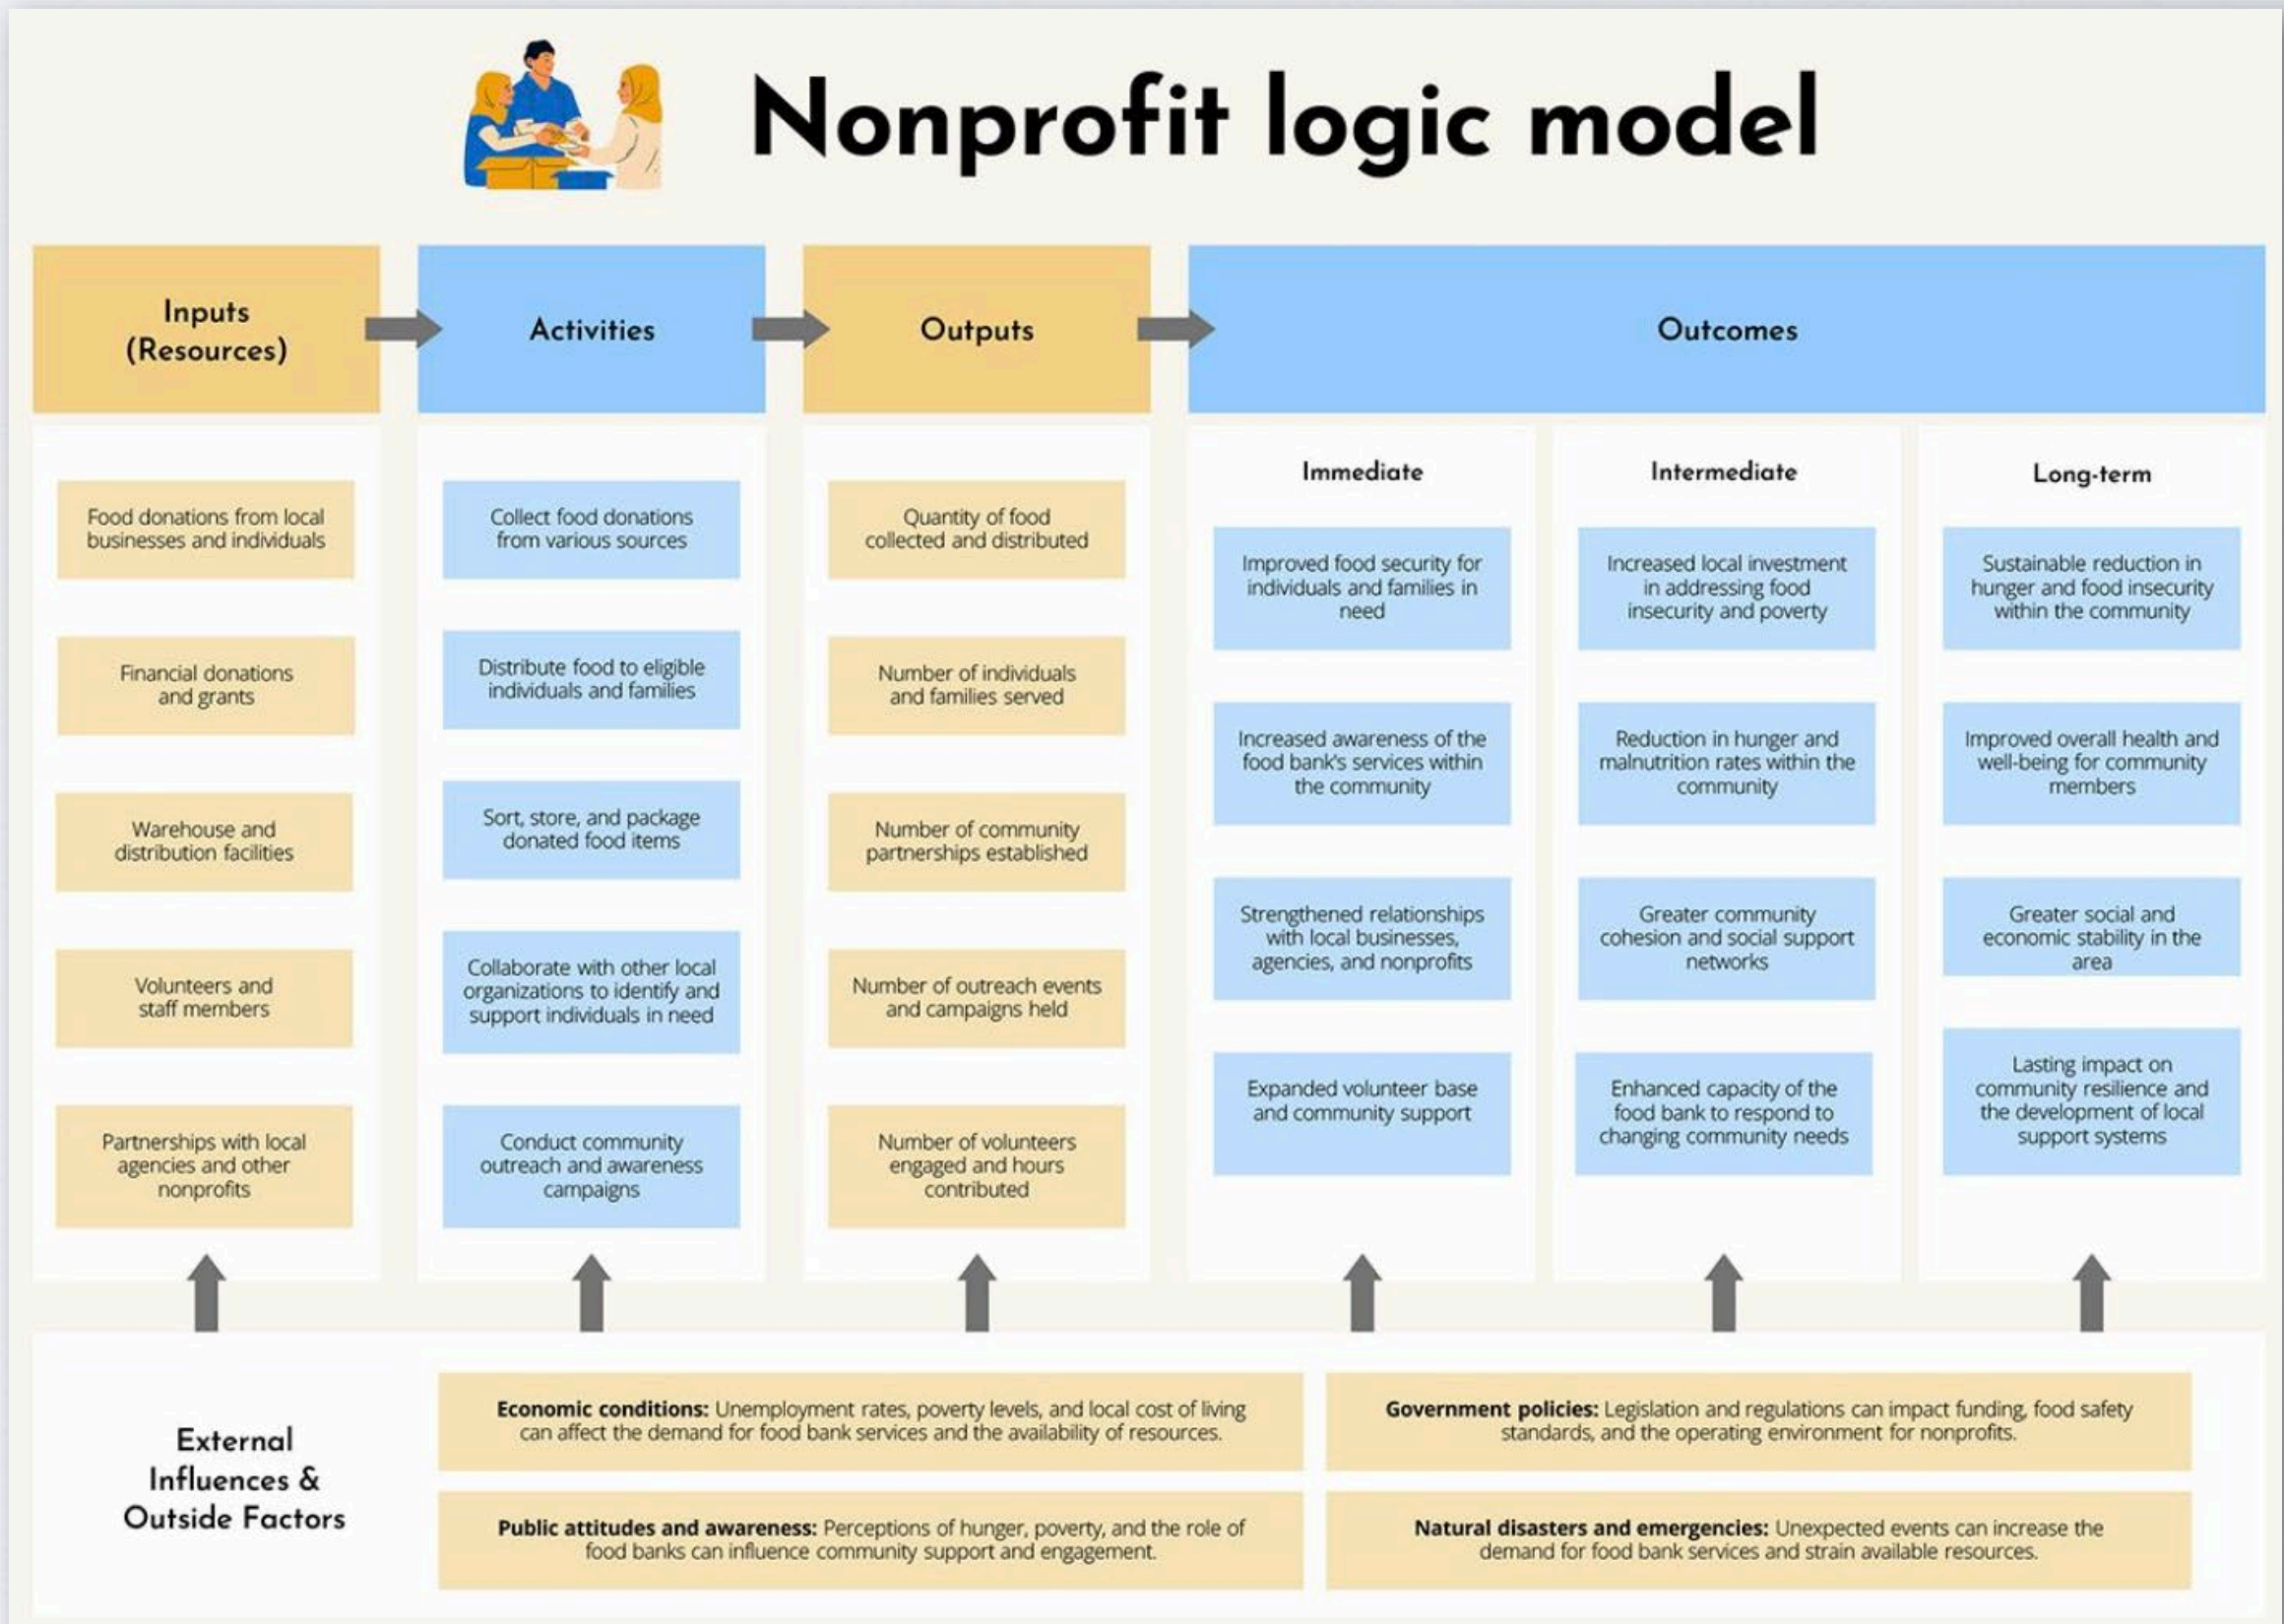 Nonprofit logic model
Inputs
(Resources)
Activities
Outputs
Outcomes
Food donations from local
businesses and individuals
Financial donations
and grants
Warehouse and
distribution facilities
Volunteers and
staff members
Partnerships with local
agencies and other
nonprofits
Collect food donations
from various sources
Distribute food to eligible
individuals and families
Sort, store, and package
donated food items
Collaborate with other local
organizations to identify and
support individuals in need
Conduct community
outreach and awareness
campaigns
Quantity of food
collected and distributed
Number of individuals
and families served
Number of community
partnerships established
Number of outreach events
and campaigns held
Number of volunteers
engaged and hours
contributed
Immediate
Improved food security for
individuals and families in
need
Increased awareness of the
food bank's services within
the community
Strengthened relationships
with local businesses,
agencies, and nonprofits
Expanded volunteer base
and community support
Intermediate
Increased local investment
in addressing food
insecurity and poverty
Reduction in hunger and
malnutrition rates within the
community
Greater community
cohesion and social support
networks
Enhanced capacity of the
food bank to respond to
changing community needs
Long-term
Sustainable reduction in
hunger and food insecurity
within the community
Improved overall health and
well-being for community
members
Greater social and
economic stability in the
area
Lasting impact on
community resilience and
the development of local
support systems
External
Influences &
Outside Factors
Economic conditions: Unemployment rates, poverty levels, and local cost of living
can affect the demand for food bank services and the availability of resources.
Government policies: Legislation and regulations can impact funding, food safety
standards, and the operating environment for nonprofits.
Public attitudes and awareness: Perceptions of hunger, poverty, and the role of
food banks can influence community support and engagement.
Natural disasters and emergencies: Unexpected events can increase the
demand for food bank services and strain available resources.